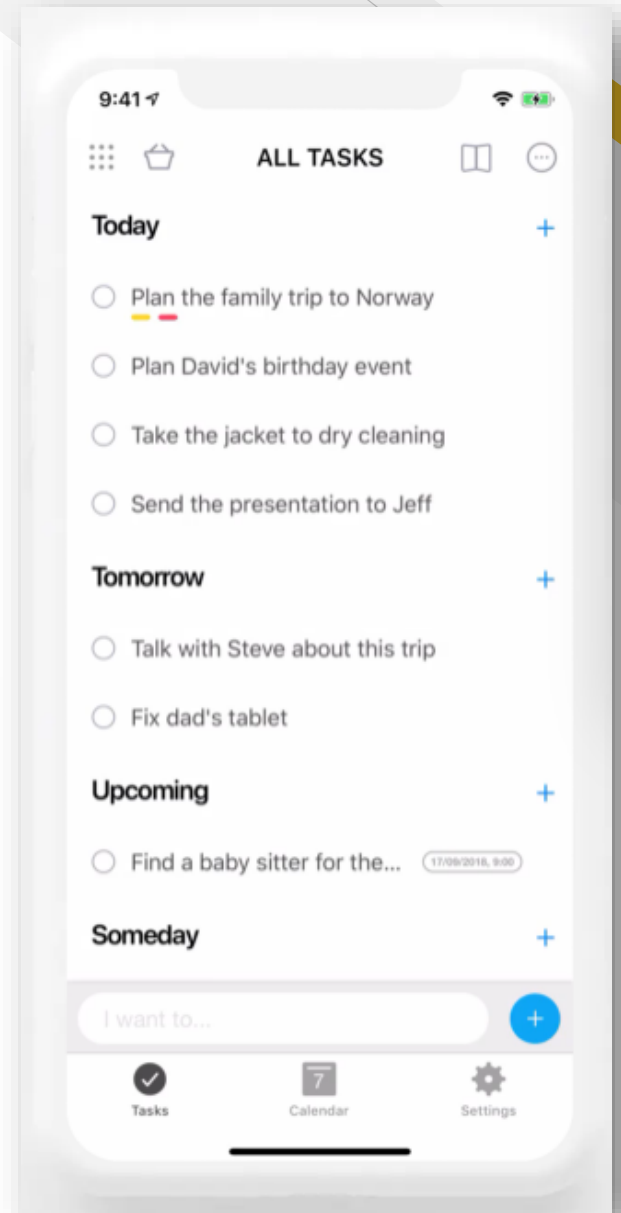 9:41
ALL TASKS
Today
+
Plan the family trip to Norway
Plan David's birthday event
Take the jacket to dry cleaning
Send the presentation to Jeff
Tomorrow
+
Talk with Steve about this trip
Fix dad's tablet
Upcoming
+
Find a baby sitter for the... 17/09/2018, 9:00
Someday
+
I want to...
+
7
Tasks Calendar Settings